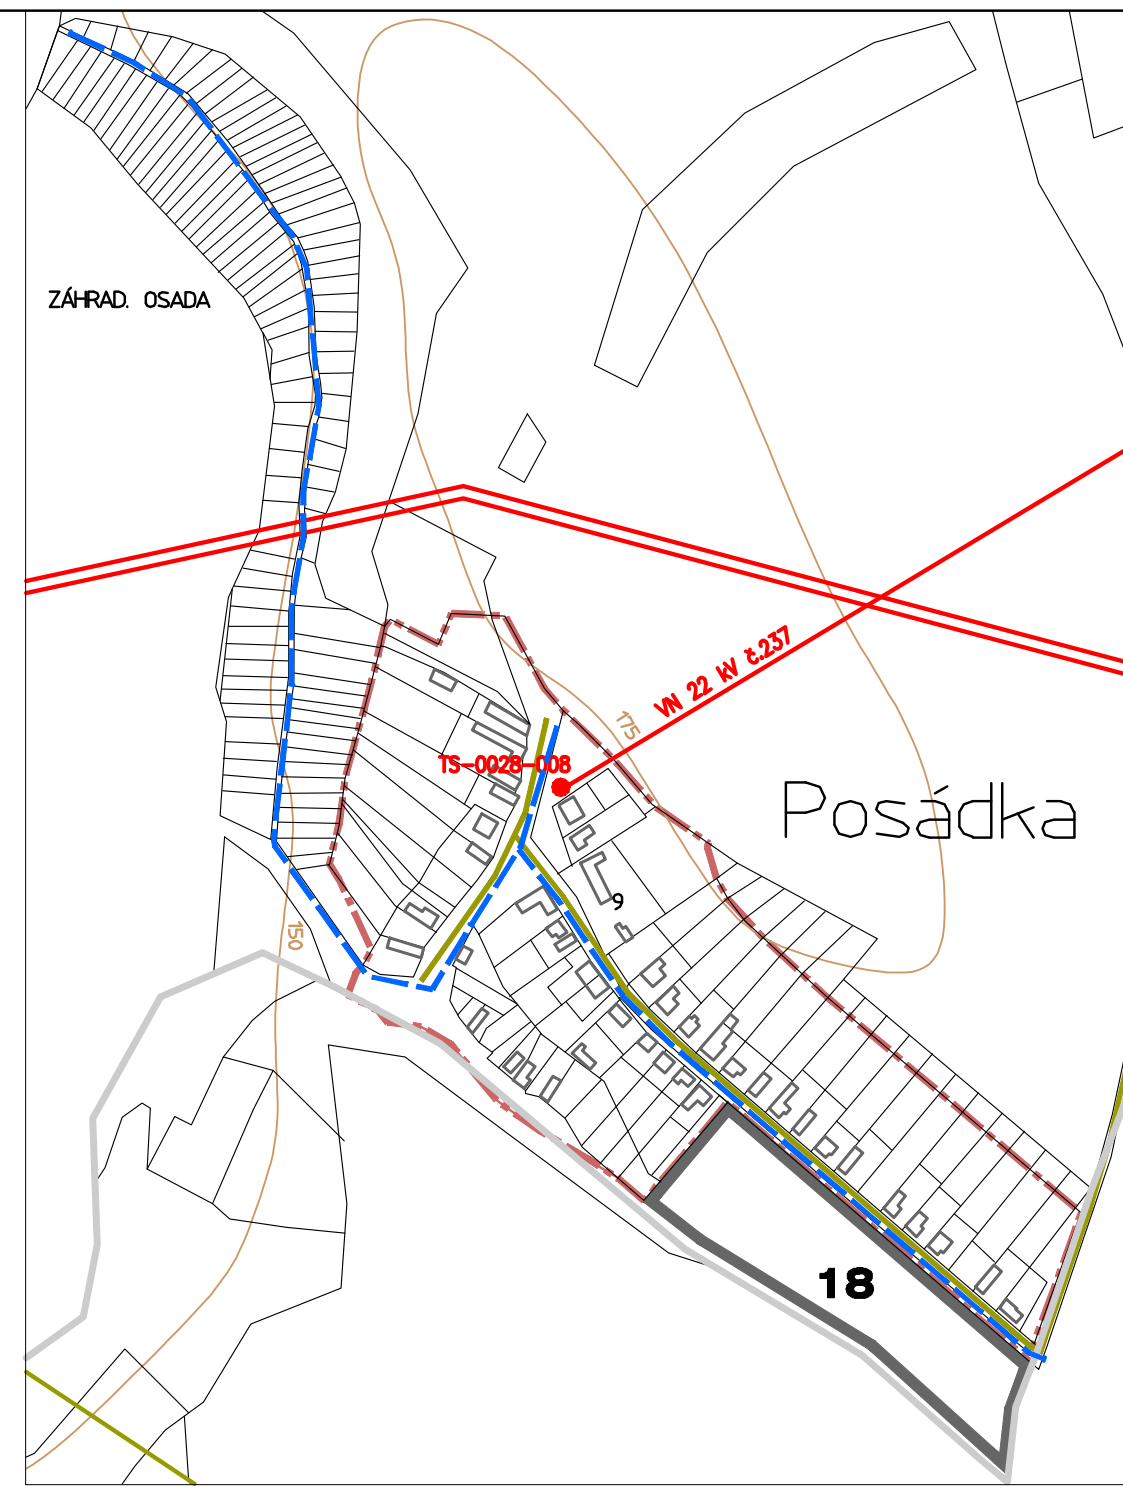 ZÁHRAD. OSADA
VN 22 kV č.237
175
TS-0028-008
Posádka
9
150
18